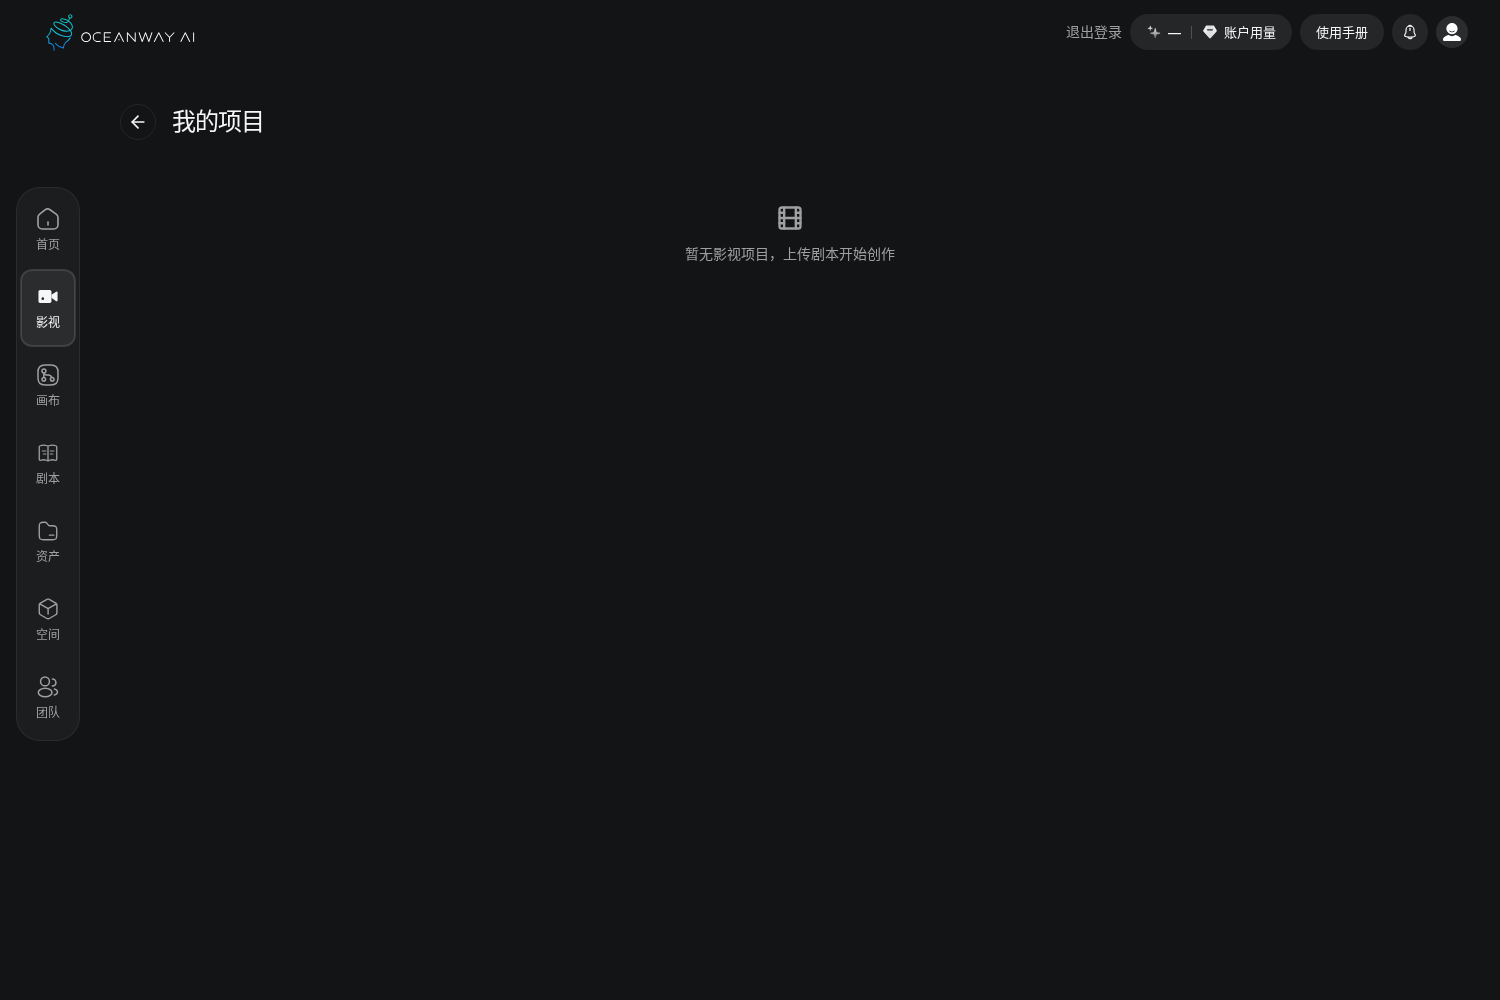 OCEANWAY AI
退出登录
— 账户用量
使用手册
我的项目
首页
影视
画布
剧本
资产
空间
团队
暂无影视项目，上传剧本开始创作